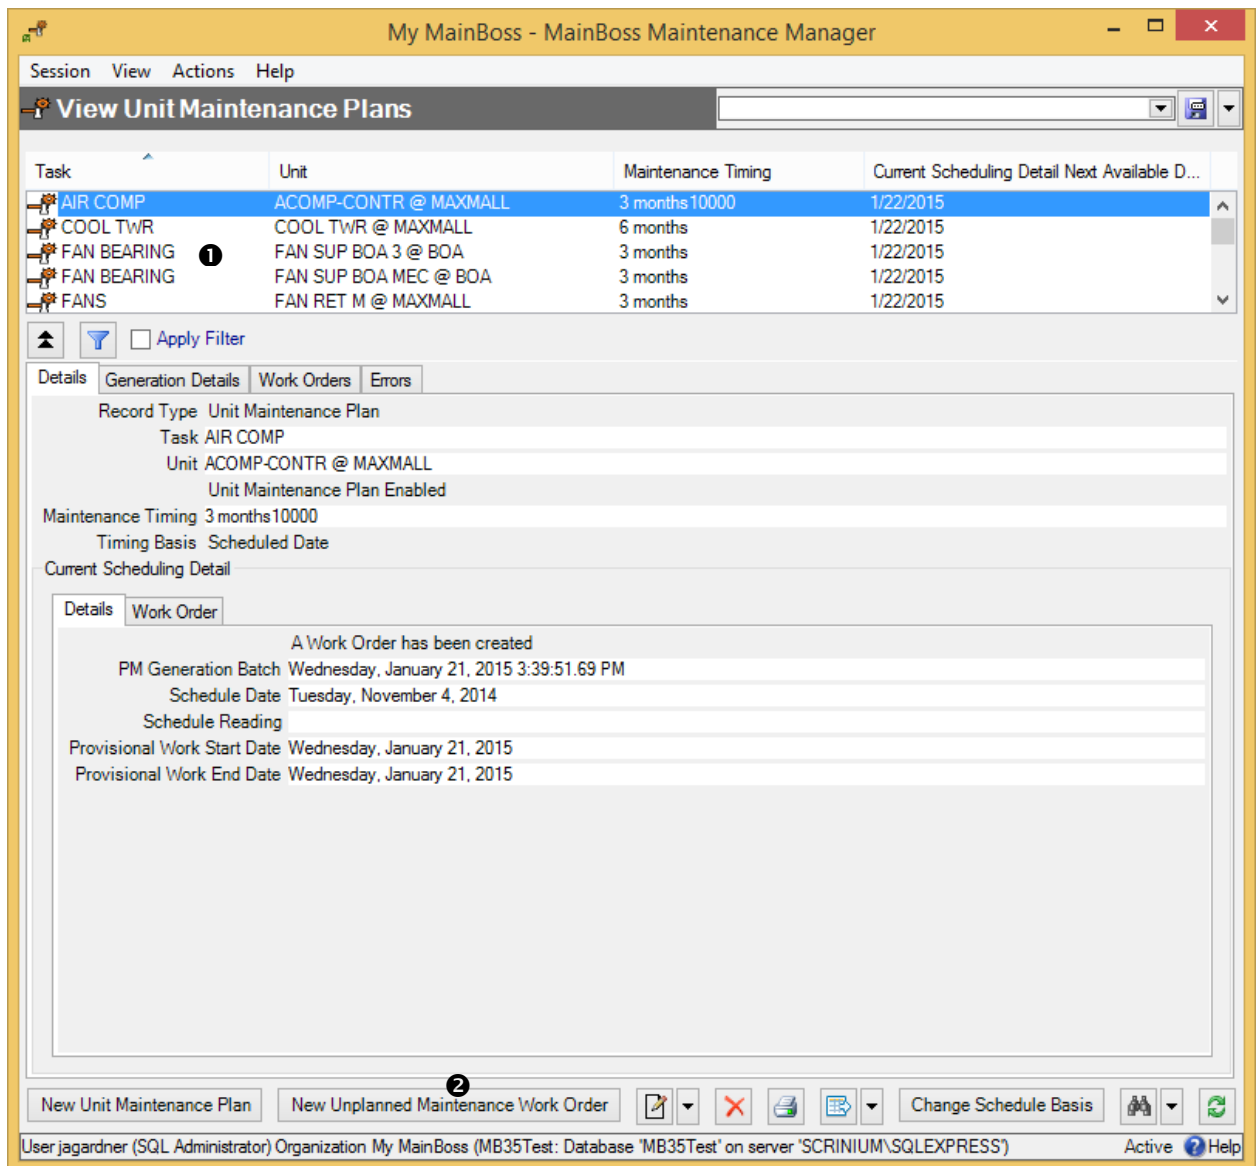 My MainBoss - MainBoss Maintenance Manager
Session View Actions Help
View Unit Maintenance Plans
Task Unit Maintenance Timing Current Scheduling Detail Next Available D...
AIR COMP ACOMP-CONTR @ MAXMALL 3 months10000 1/22/2015
COOL TWR COOL TWR @ MAXMALL 6 months 1/22/2015
FAN BEARING ❶ FAN SUP BOA 3 @ BOA 3 months 1/22/2015
FAN BEARING FAN SUP BOA MEC @ BOA 3 months 1/22/2015
FANS FAN RET M @ MAXMALL 3 months 1/22/2015
Apply Filter
Details Generation Details Work Orders Errors
Record Type Unit Maintenance Plan
Task AIR COMP
Unit ACOMP-CONTR @ MAXMALL
Unit Maintenance Plan Enabled
Maintenance Timing 3 months10000
Timing Basis Scheduled Date
Current Scheduling Detail
Details Work Order
A Work Order has been created
PM Generation Batch Wednesday, January 21, 2015 3:39:51.69 PM
Schedule Date Tuesday, November 4, 2014
Schedule Reading
Provisional Work Start Date Wednesday, January 21, 2015
Provisional Work End Date Wednesday, January 21, 2015
❷
New Unit Maintenance Plan New Unplanned Maintenance Work Order Change Schedule Basis
User jagardner (SQL Administrator) Organization My MainBoss (MB35Test: Database 'MB35Test' on server 'SCRINIUM\SQLEXPRESS') Active Help